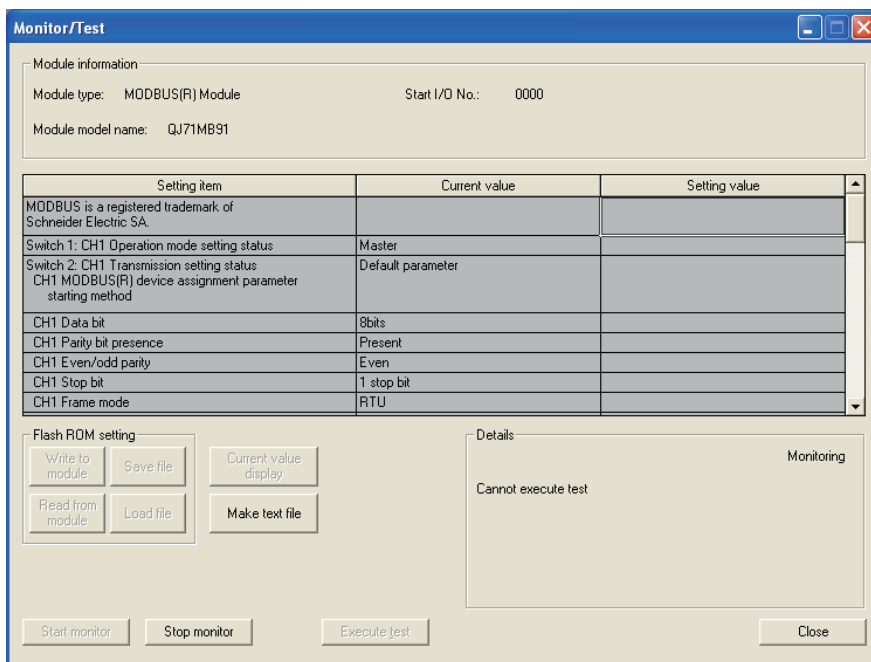 Monitor/Test
Module information
Module type: MODBUS(R) Module Start I/O No.: 0000
Module model name: QJ71MB91
Setting item Current value Setting value
MODBUS is a registered trademark of
Schneider Electric SA.
Switch 1: CH1 Operation mode setting status Master
Switch 2: CH1 Transmission setting status Default parameter
CH1 MODBUS(R) device assignment parameter
starting method
CH1 Data bit 8bits
CH1 Parity bit presence Present
CH1 Even/odd parity Even
CH1 Stop bit 1 stop bit
CH1 Frame mode RTU
Flash ROM setting
Write to
module
Save file
Current value
display
Read from
module
Load file
Make text file
Details
Monitoring
Cannot execute test
Start monitor Stop monitor Execute test Close